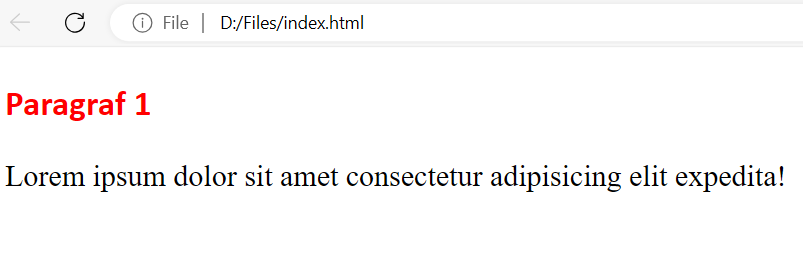 File | D:/Files/index.html
Paragraf 1
Lorem ipsum dolor sit amet consectetur adipisicing elit expedita!